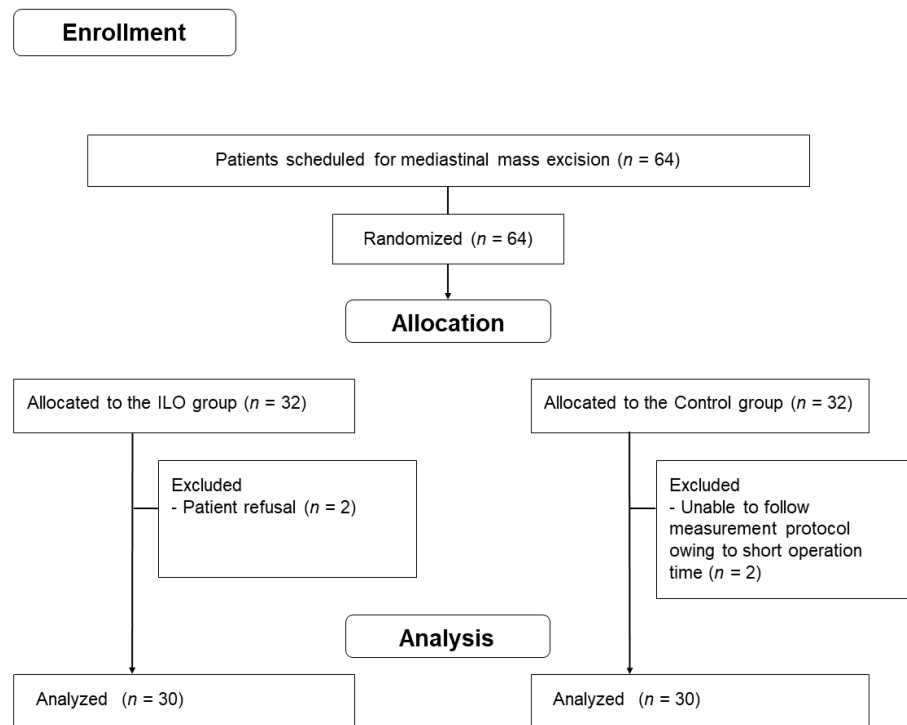 Enrollment
Patients scheduled for mediastinal mass excision (n = 64)
Randomized (n = 64)
Allocation
Allocated to the ILO group (n = 32)
Allocated to the Control group (n = 32)
Excluded
- Patient refusal (n = 2)
Excluded
- Unable to follow
measurement protocol
owing to short operation
time (n = 2)
Analysis
Analyzed (n = 30)
Analyzed (n = 30)